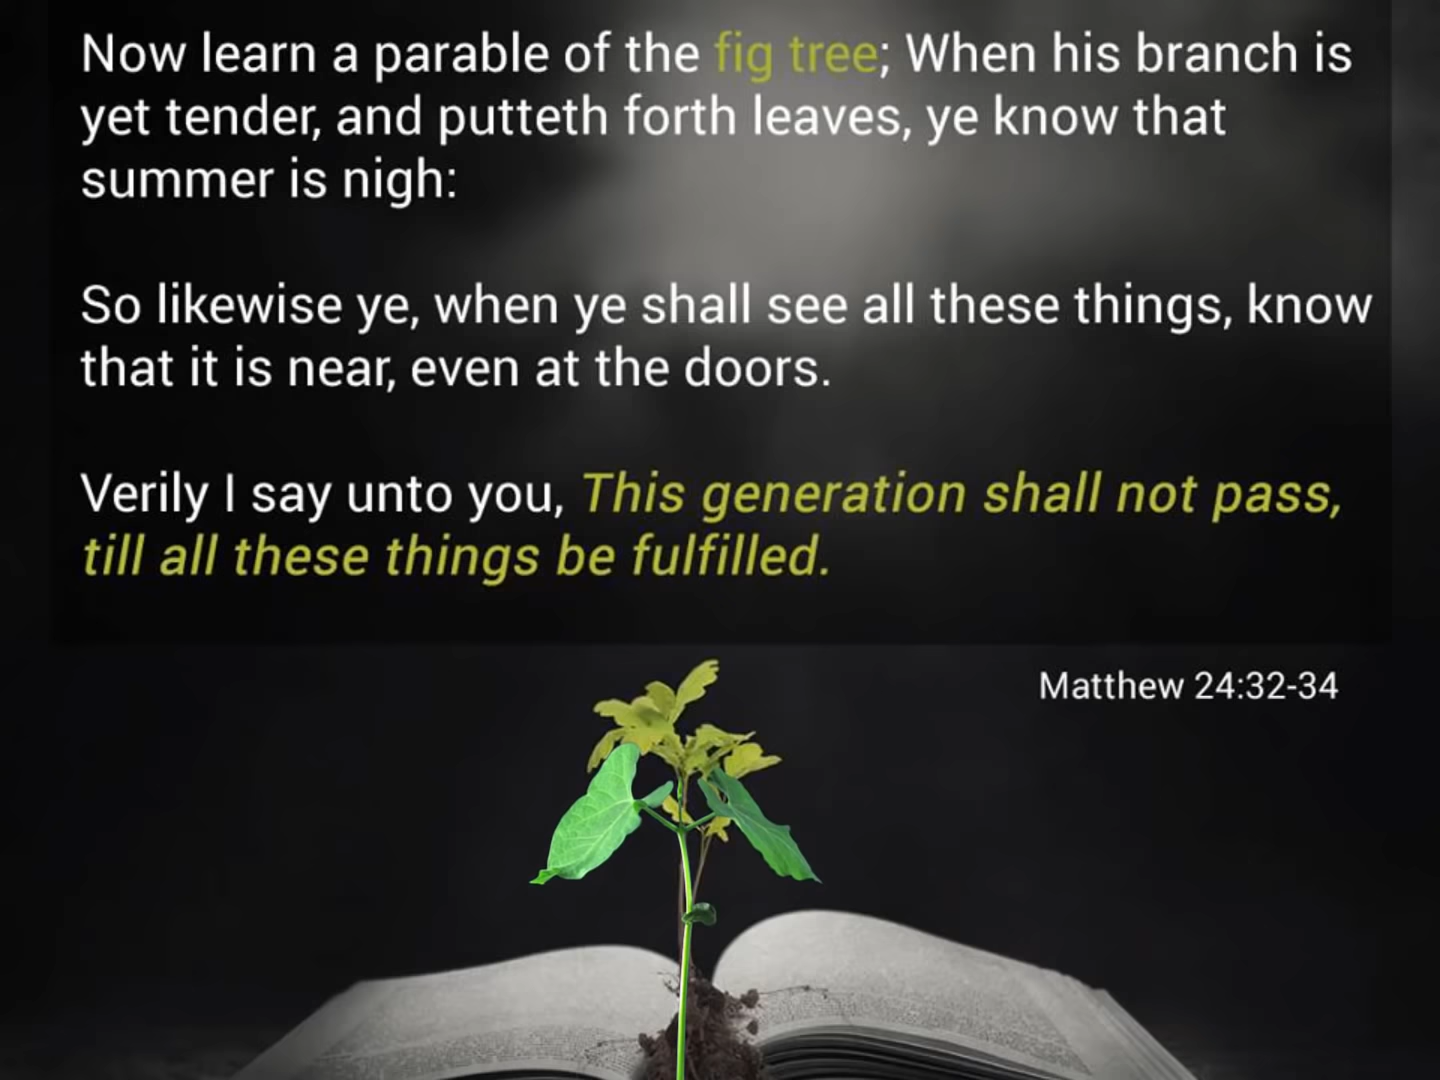 Now learn a parable of the fig tree; When his branch is
yet tender, and putteth forth leaves, ye know that
summer is nigh:
So likewise ye, when ye shall see all these things, know
that it is near, even at the doors.
Verily I say unto you, This generation shall not pass,
till all these things be fulfilled.
Matthew 24:32-34